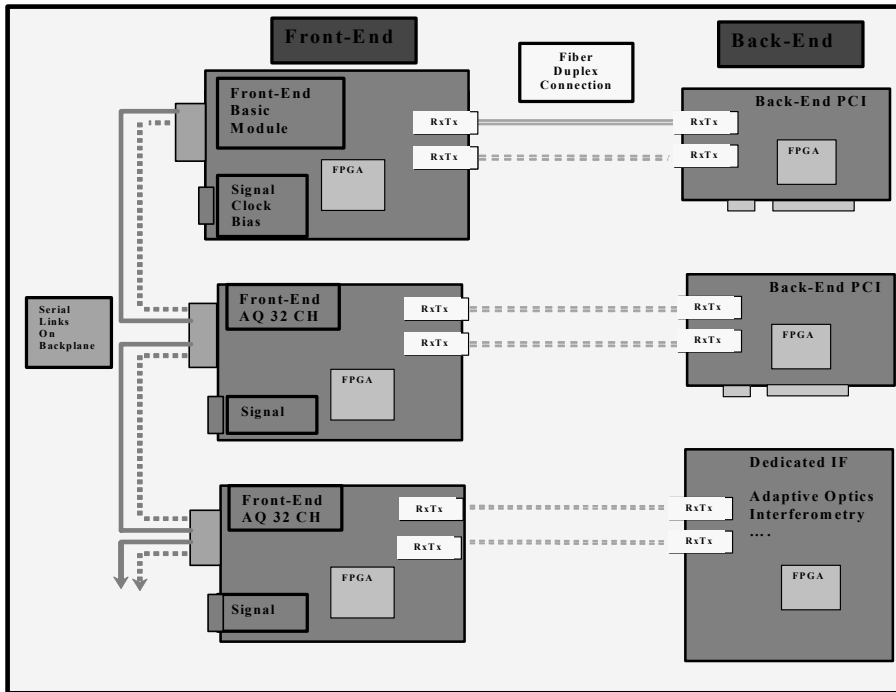 Front-End
Back-End
Fiber
Duplex
Connection
Front-End
Basic
Module
RxTx
RxTx
FPGA
Signal
Clock
Bias
Back-End PCI
RxTx
RxTx
FPGA
Serial
Links
On
Backplane
Front-End
AQ 32 CH
RxTx
RxTx
FPGA
Signal
Back-End PCI
RxTx
RxTx
FPGA
Front-End
AQ 32 CH
RxTx
RxTx
FPGA
Signal
Dedicated IF
Adaptive Optics
Interferometry
....
RxTx
RxTx
FPGA